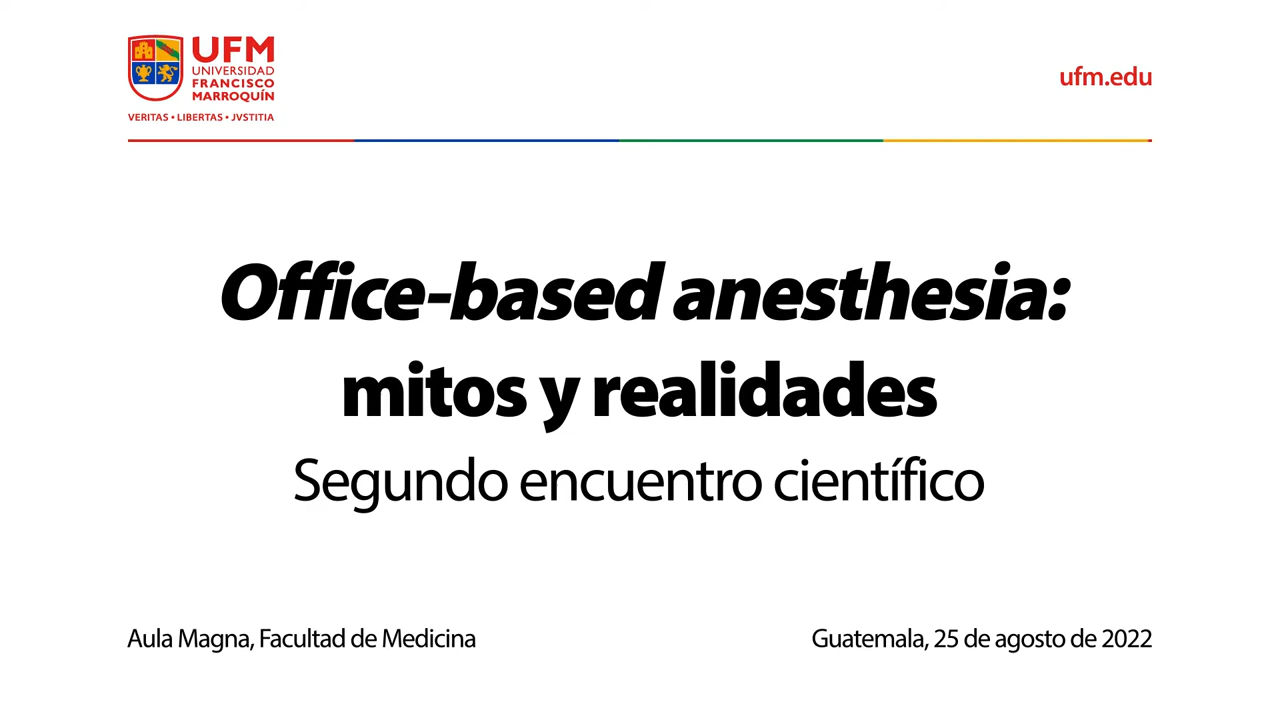 UFM
UNIVERSIDAD
FRANCISCO
MARROQUÍN
VERITAS • LIBERTAS • JVSTITIA
ufm.edu
Office-based anesthesia:
mitos y realidades
Segundo encuentro científico
Aula Magna, Facultad de Medicina
Guatemala, 25 de agosto de 2022